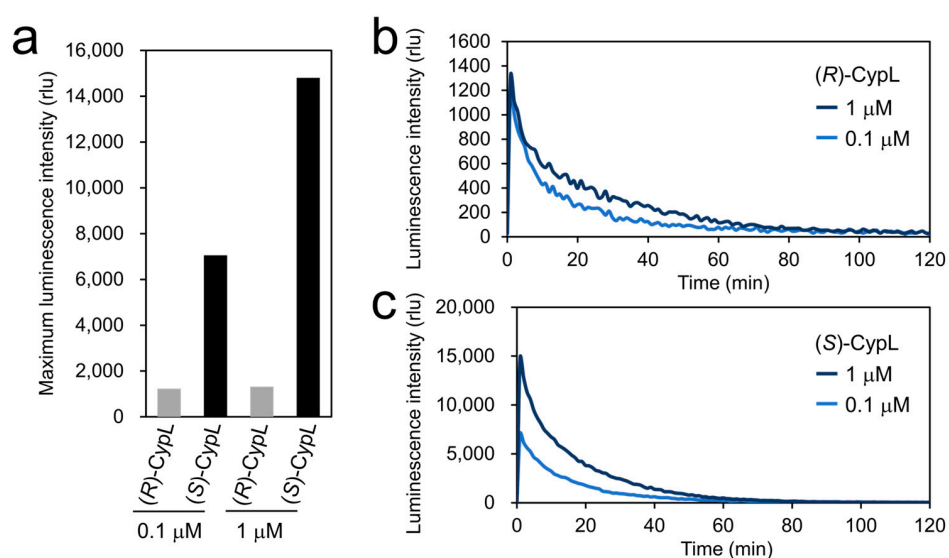 a
Maximum luminescence intensity (rlu)
16,000
14,000
12,000
10,000
8,000
6,000
4,000
2,000
0
(R)-CypL
(S)-CypL
(R)-CypL
(S)-CypL
0.1 μM
1 μM
b
Luminescence intensity (rlu)
1600
1400
1200
1000
800
600
400
200
0
0 20 40 60 80 100 120
Time (min)
(R)-CypL
1 μM
0.1 μM
c
Luminescence intensity (rlu)
20,000
15,000
10,000
5,000
0
0 20 40 60 80 100 120
Time (min)
(S)-CypL
1 μM
0.1 μM